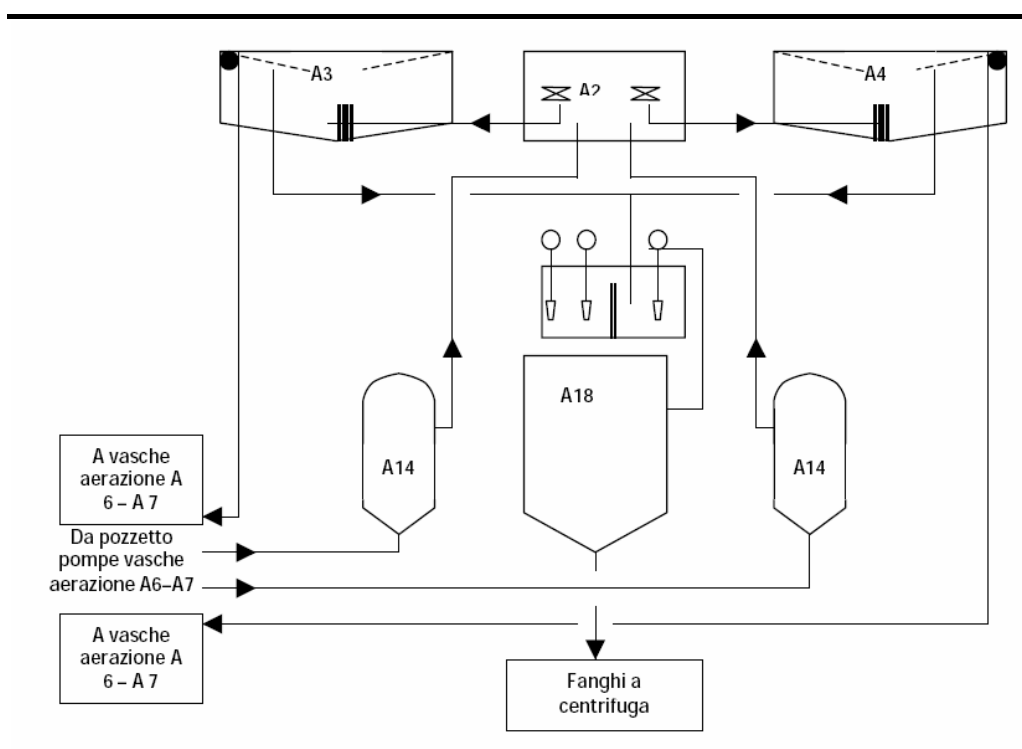 A3
A2
A4
A18
A14
A14
A vasche
aerazione A
6 – A 7
Da pozzetto
pompe vasche
aerazione A6–A7
A vasche
aerazione A
6 – A 7
Fanghi a
centrifuga